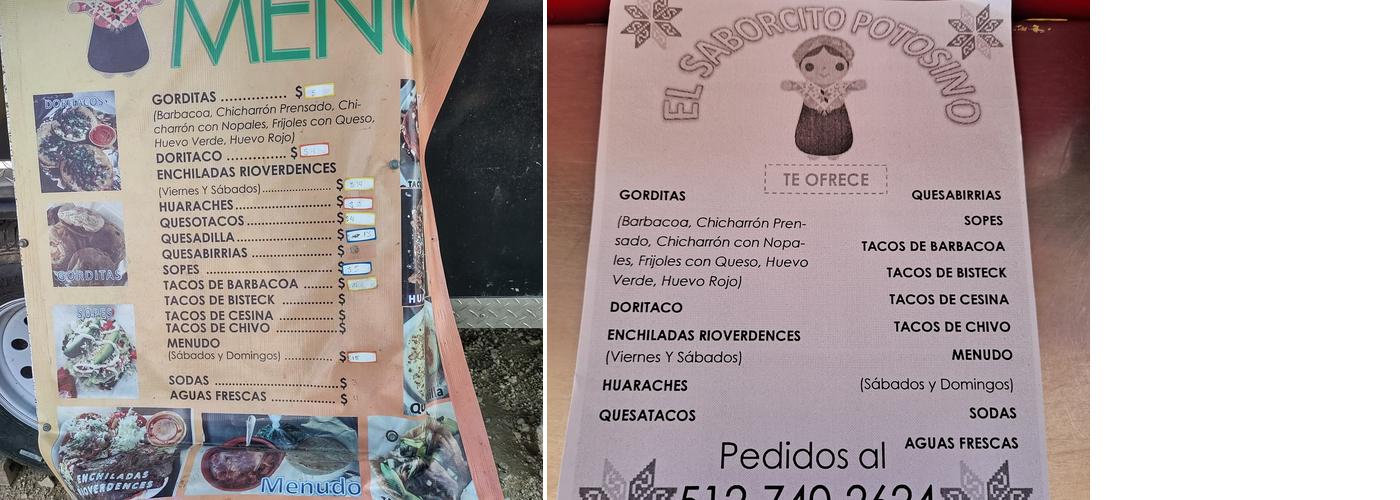 MENU
DORITACOS
GORDITAS .............. $
(Barbacoa, Chicharrón Prensado, Chi-
charrón con Nopales, Frijoles con Queso,
Huevo Verde, Huevo Rojo)
DORITACO ............. $
ENCHILADAS RIOVERDENCES
(Viernes Y Sábados) ..................... $
HUARACHES ......................... $
QUESOTACOS ...................... $
QUESADILLA ........................ $
QUESABIRRIAS ..................... $
SOPES ................................. $
TACOS DE BARBACOA ....... $
TACOS DE BISTECK ............ $
TACOS DE CESINA ............. $
TACOS DE CHIVO .............. $
MENUDO
(Sábados y Domingos) .............. $ 15
SODAS ................................ $
AGUAS FRESCAS ................. $
GORDITAS
SOPES
ENCHILADAS
RIOVERDENCES
Menudo
EL SABORCITO POTOSINO
TE OFRECE
GORDITAS
(Barbacoa, Chicharrón Pren-
sado, Chicharrón con Nopa-
les, Frijoles con Queso, Huevo
Verde, Huevo Rojo)
DORITACO
ENCHILADAS RIOVERDENCES
(Viernes Y Sábados)
HUARACHES
QUESATACOS
QUESABIRRIAS
SOPES
TACOS DE BARBACOA
TACOS DE BISTECK
TACOS DE CESINA
TACOS DE CHIVO
MENUDO
(Sábados y Domingos)
SODAS
AGUAS FRESCAS
Pedidos al
512-740-2624